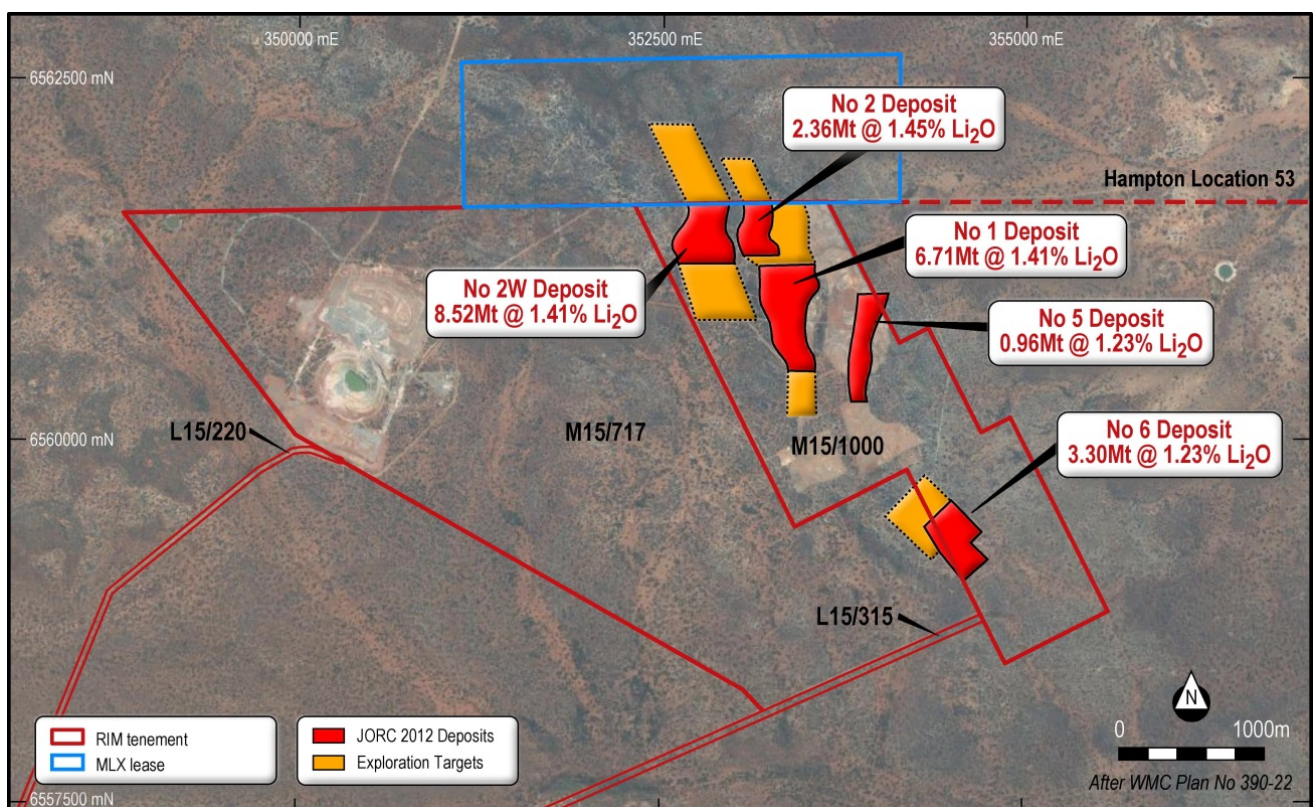 350000 mE
352500 mE
355000 mE
6562500 mN
No 2 Deposit
2.36Mt @ 1.45% Li₂O
Hampton Location 53
No 1 Deposit
6.71Mt @ 1.41% Li₂O
No 2W Deposit
8.52Mt @ 1.41% Li₂O
No 5 Deposit
0.96Mt @ 1.23% Li₂O
6560000 mN
L15/220
M15/717
M15/1000
No 6 Deposit
3.30Mt @ 1.23% Li₂O
L15/315
N
RIM tenement
MLX lease
JORC 2012 Deposits
Exploration Targets
0 1000m
After WMC Plan No 390-22
6557500 mN